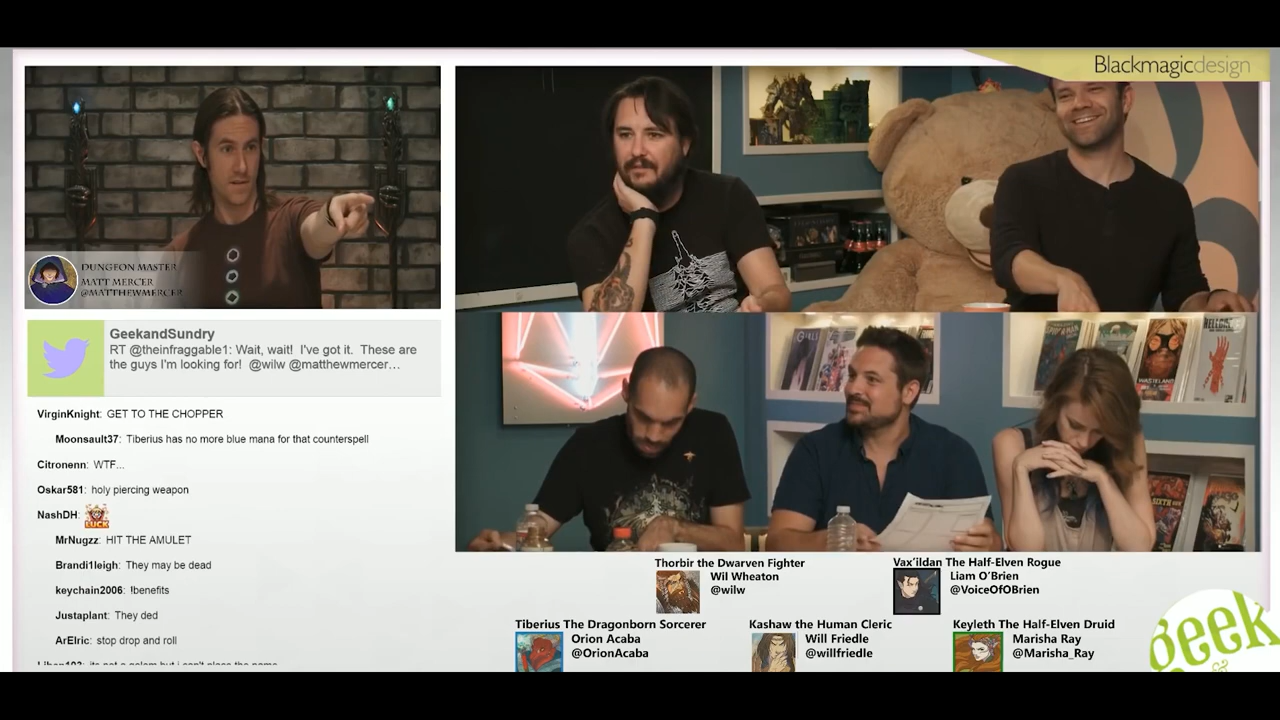 Blackmagicdesign
DUNGEON MASTER
MATT MERCER
@MATTHEWMERCER
GeekandSundry
RT @theinfraggable1: Wait, wait! I've got it. These are
the guys I'm looking for! @wilw @matthewmercer…
VirginKnight: GET TO THE CHOPPER
Moonsault37: Tiberius has no more blue mana for that counterspell
Citronenn: WTF...
Oskar581: holy piercing weapon
NashDH: LUCK
MrNugzz: HIT THE AMULET
Brandi1leigh: They may be dead
keychain2006: !benefits
Justaplant: They ded
ArElric: stop drop and roll
Thorbir the Dwarven Fighter
Wil Wheaton
@wilw
Vax'ildan The Half-Elven Rogue
Liam O'Brien
@VoiceOfOBrien
Tiberius The Dragonborn Sorcerer
Orion Acaba
@OrionAcaba
Kashaw the Human Cleric
Will Friedle
@willfriedle
Keyleth The Half-Elven Druid
Marisha Ray
@Marisha_Ray
geek
&